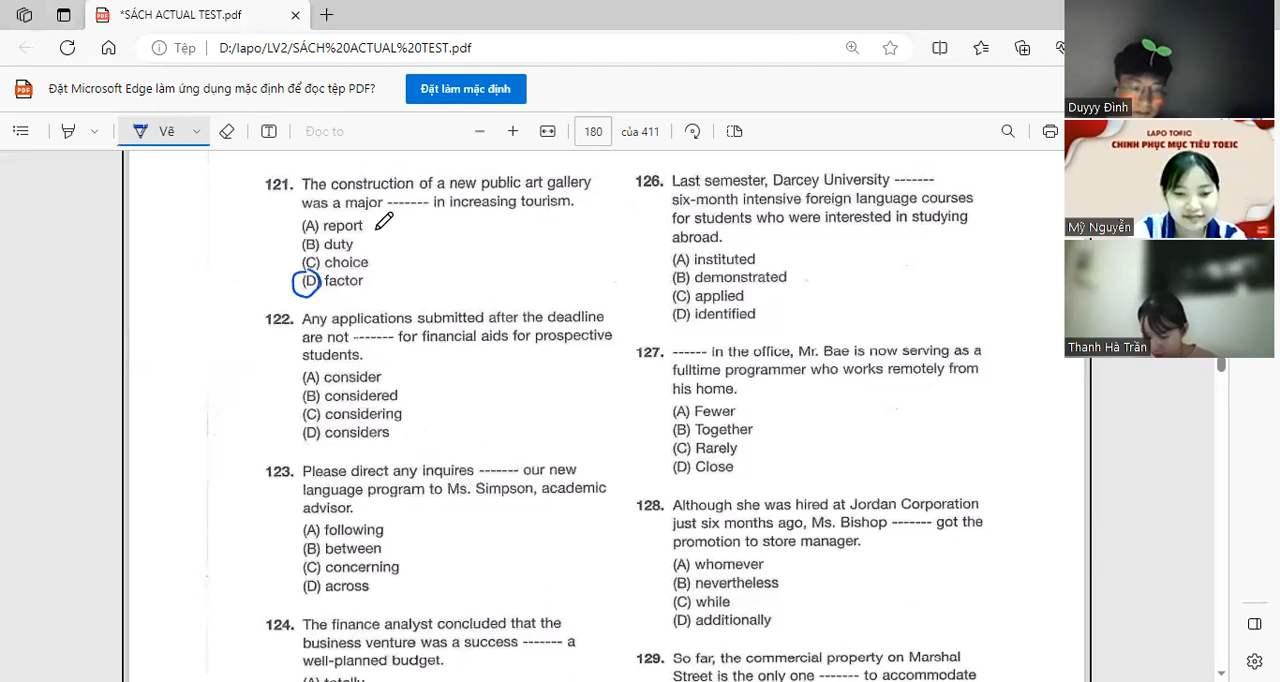 *SÁCH ACTUAL TEST.pdf
Tệp
D:/lapo/LV2/SÁCH%20ACTUAL%20TEST.pdf
Đặt Microsoft Edge làm ứng dụng mặc định để đọc tệp PDF?
Đặt làm mặc định
Vẽ
Đọc to
180
của 411
121. The construction of a new public art gallery
was a major ------- in increasing tourism.
(A) report
(B) duty
(C) choice
(D) factor
122. Any applications submitted after the deadline
are not ------- for financial aids for prospective
students.
(A) consider
(B) considered
(C) considering
(D) considers
123. Please direct any inquires ------- our new
language program to Ms. Simpson, academic
advisor.
(A) following
(B) between
(C) concerning
(D) across
124. The finance analyst concluded that the
business venture was a success ------- a
well-planned budget.
(A) totally
126. Last semester, Darcey University -------
six-month intensive foreign language courses
for students who were interested in studying
abroad.
(A) instituted
(B) demonstrated
(C) applied
(D) identified
127. ------ in the office, Mr. Bae is now serving as a
fulltime programmer who works remotely from
his home.
(A) Fewer
(B) Together
(C) Rarely
(D) Close
128. Although she was hired at Jordan Corporation
just six months ago, Ms. Bishop ------- got the
promotion to store manager.
(A) whomever
(B) nevertheless
(C) while
(D) additionally
129. So far, the commercial property on Marshal
Street is the only one ------- to accommodate
Duyyy Đình
LAPO TOEIC
CHINH PHỤC MỤC TIÊU TOEIC
Mỹ Nguyễn
Thanh Hà Trần